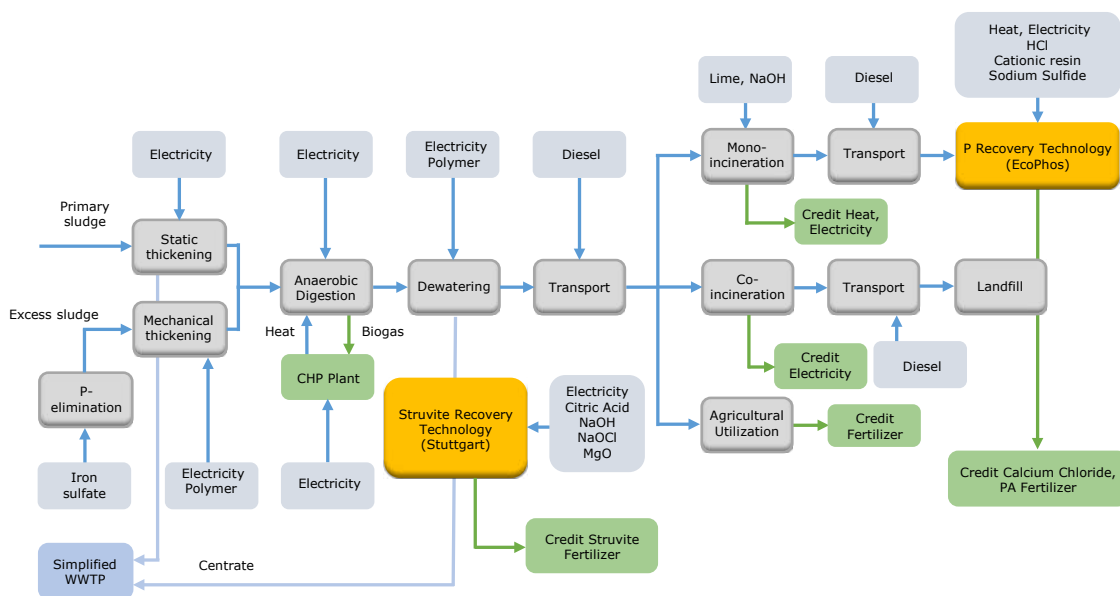 Heat, Electricity
HCl
Cationic resin
Sodium Sulfide
Lime, NaOH
Diesel
Electricity
Electricity
Electricity
Polymer
Diesel
Mono-
incineration
Transport
P Recovery Technology
(EcoPhos)
Primary
sludge
Static
thickening
Credit Heat,
Electricity
Anaerobic
Digestion
Dewatering
Transport
Co-
incineration
Transport
Landfill
Excess sludge
Mechanical
thickening
Heat
Biogas
CHP Plant
Credit
Electricity
Diesel
P-
elimination
Struvite Recovery
Technology
(Stuttgart)
Electricity
Citric Acid
NaOH
NaOCl
MgO
Agricultural
Utilization
Credit
Fertilizer
Iron
sulfate
Electricity
Polymer
Electricity
Credit Calcium Chloride,
PA Fertilizer
Credit Struvite
Fertilizer
Simplified
WWTP
Centrate